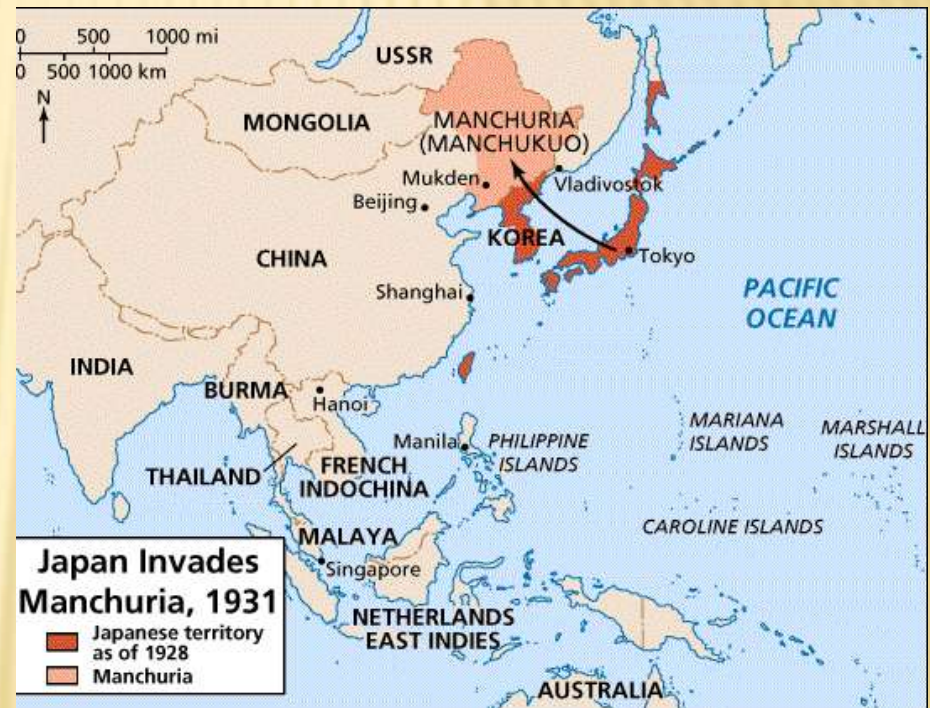 0 500 1000 mi
0 500 1000 km
N
USSR
MONGOLIA
MANCHURIA
(MANCHUKUO)
Mukden
Vladivostok
Beijing
KOREA
Tokyo
CHINA
Shanghai
PACIFIC
OCEAN
INDIA
BURMA
Hanoi
Manila
PHILIPPINE
ISLANDS
MARIANA
ISLANDS
MARSHALL
ISLANDS
THAILAND
FRENCH
INDOCHINA
CAROLINE ISLANDS
MALAYA
Singapore
NETHERLANDS
EAST INDIES
AUSTRALIA
Japan Invades
Manchuria, 1931
Japanese territory
as of 1928
Manchuria